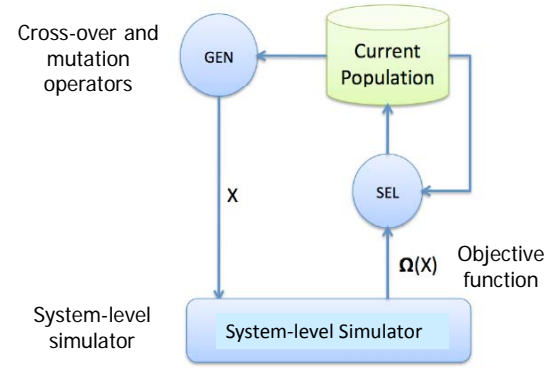 Cross-over and
mutation
operators
GEN
Current
Population
X
SEL
Ω(X)
Objective
function
System-level
simulator
System-level Simulator